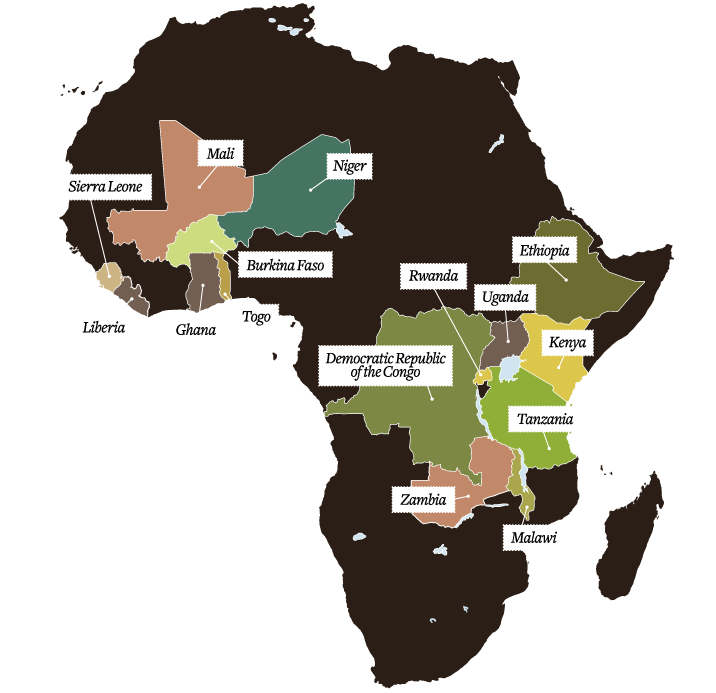 Mali
Niger
Sierra Leone
Ethiopia
Burkina Faso
Rwanda
Uganda
Togo
Liberia
Ghana
Kenya
Democratic Republic
of the Congo
Tanzania
Zambia
Malawi